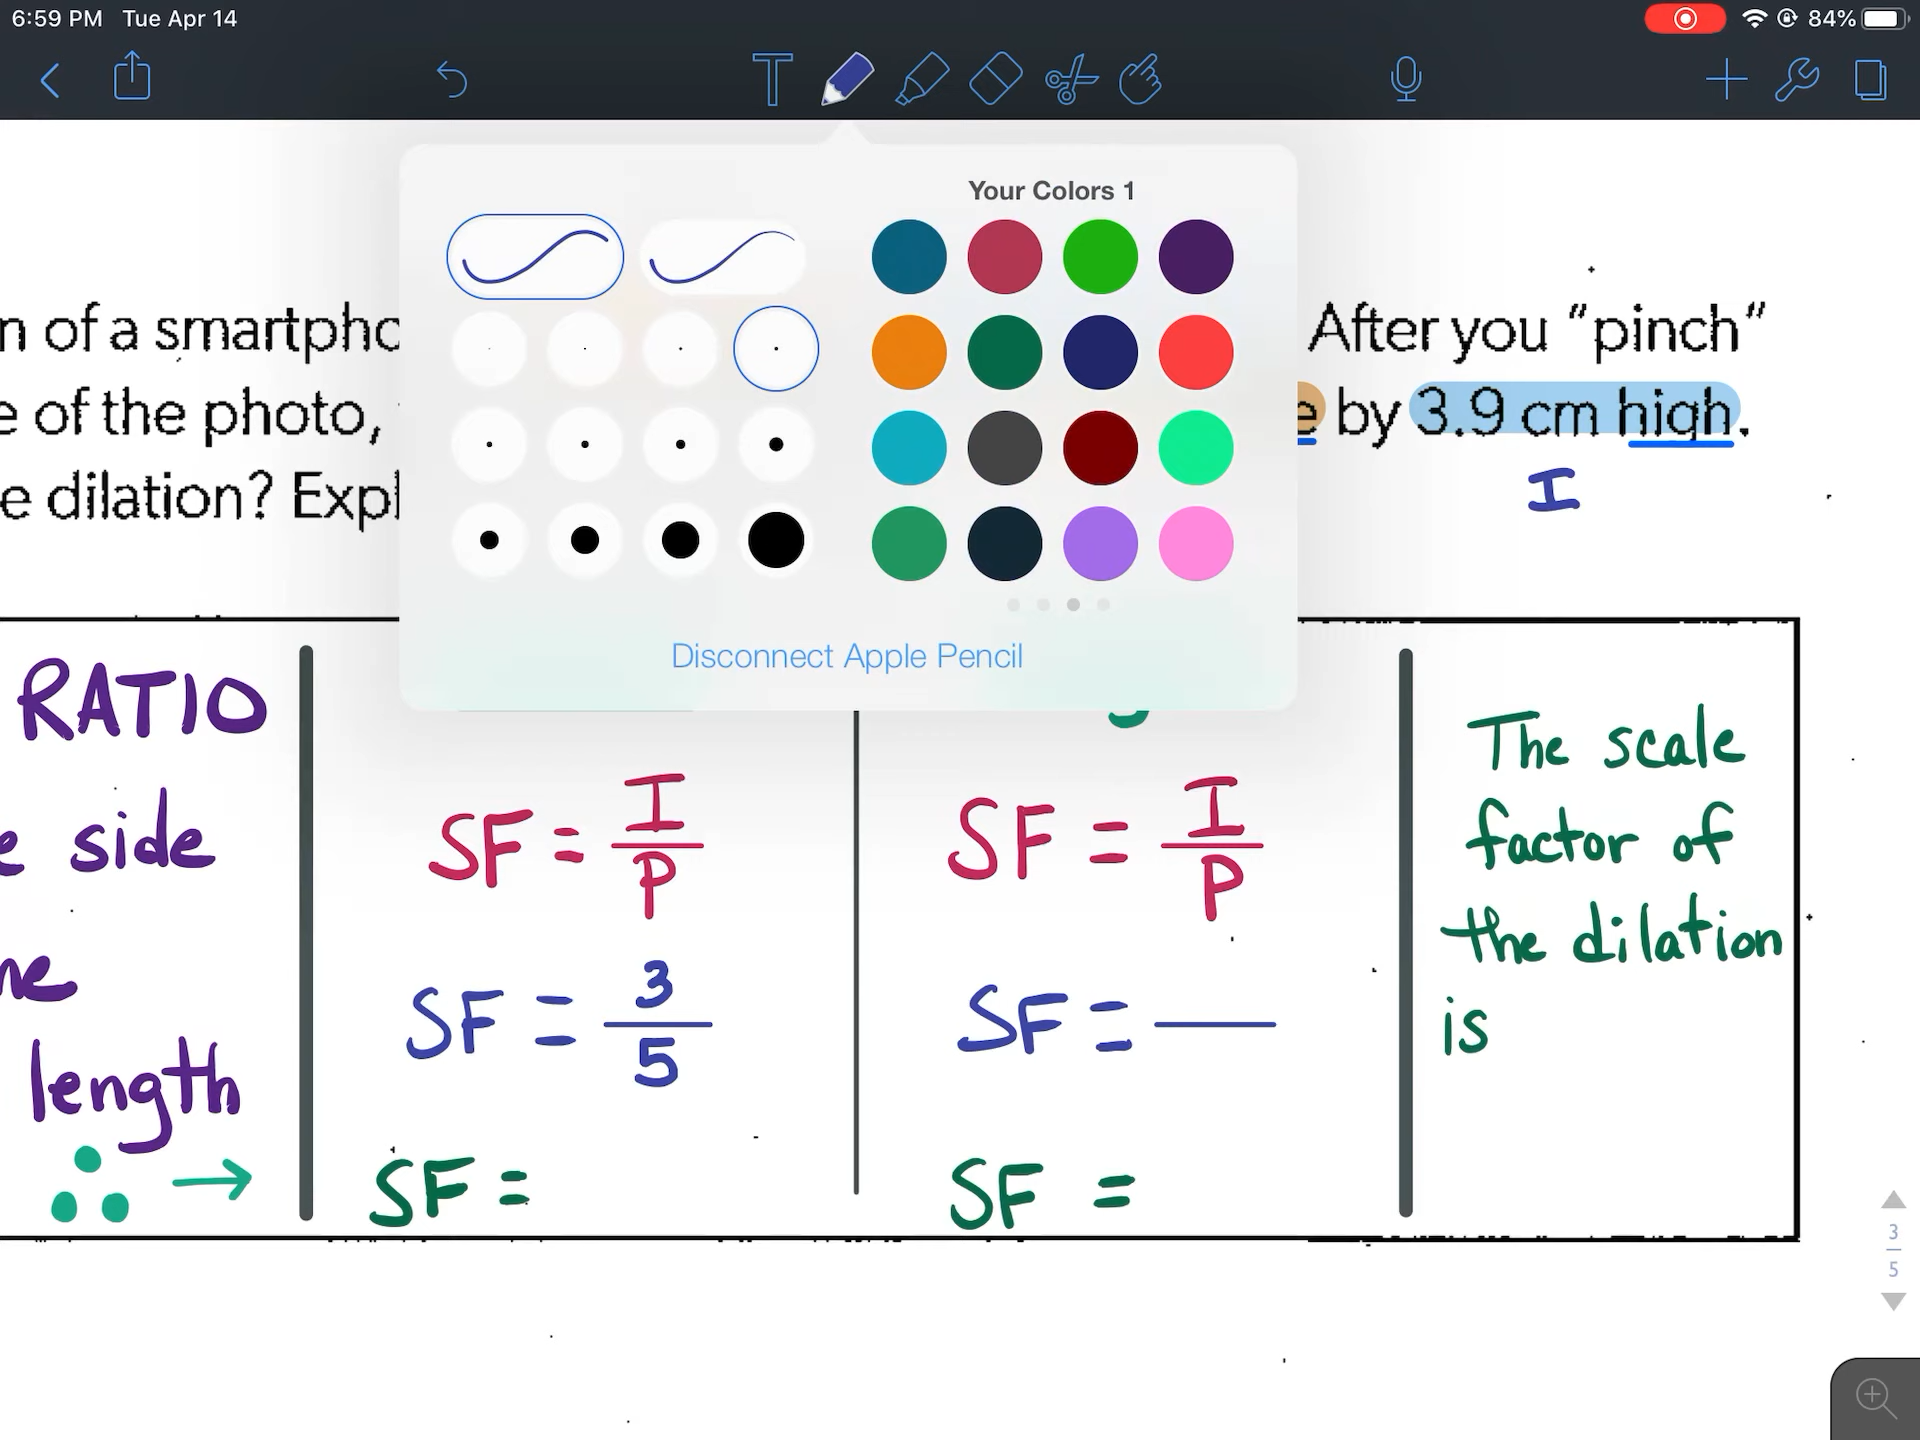 6:59 PM Tue Apr 14
84%
T
Your Colors 1
n of a smartpho
After you "pinch"
e of the photo,
e by 3.9 cm high.
e dilation? Expl
I
Disconnect Apple Pencil
RATIO
e side
ne
length
SF = I/P
SF = 3/5
SF =
SF = I/P
SF =
SF =
The scale
factor of
the dilation
is
3
5